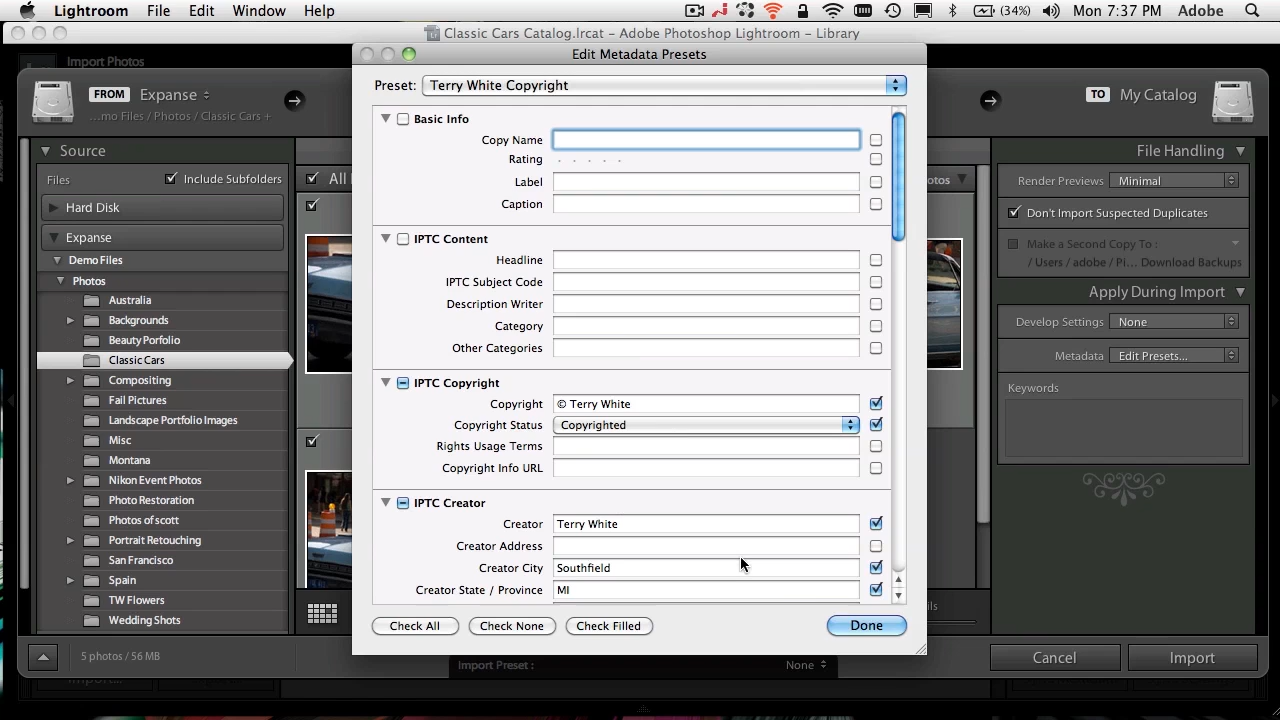 Lightroom File Edit Window Help (34%) Mon 7:37 PM Adobe
Classic Cars Catalog.lrcat – Adobe Photoshop Lightroom – Library
Import Photos
Edit Metadata Presets
FROM Expanse
…mo Files / Photos / Classic Cars +
Preset: Terry White Copyright
TO My Catalog
Source
Files Include Subfolders
Hard Disk
Expanse
Demo Files
Photos
Australia
Backgrounds
Beauty Porfolio
Classic Cars
Compositing
Fail Pictures
Landscape Portfolio Images
Misc
Montana
Nikon Event Photos
Photo Restoration
Photos of scott
Portrait Retouching
San Francisco
Spain
TW Flowers
Wedding Shots
All
Basic Info
Copy Name
Rating
Label
Caption
IPTC Content
Headline
IPTC Subject Code
Description Writer
Category
Other Categories
IPTC Copyright
Copyright © Terry White
Copyright Status Copyrighted
Rights Usage Terms
Copyright Info URL
IPTC Creator
Creator Terry White
Creator Address
Creator City Southfield
Creator State / Province MI
Check All Check None Check Filled Done
File Handling
Render Previews : Minimal
Don't Import Suspected Duplicates
Make a Second Copy To :
/ Users / adobe / Pi… Download Backups
Apply During Import
Develop Settings : None
Metadata : Edit Presets...
Keywords
5 photos / 56 MB
Import Preset : None
Cancel Import